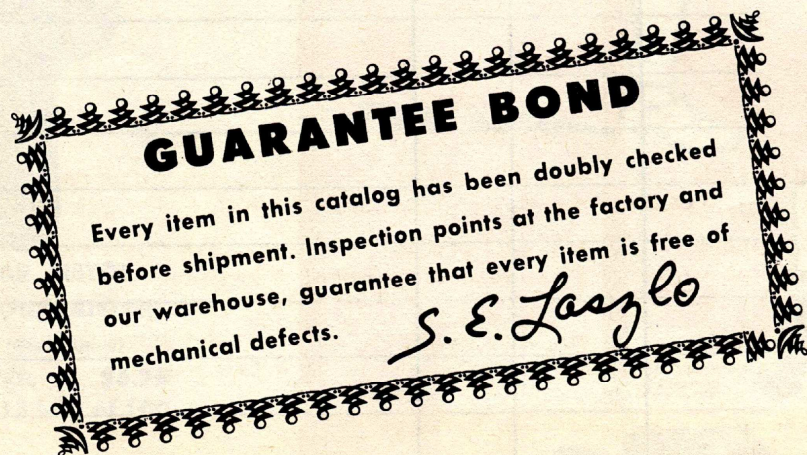 GUARANTEE BOND
Every item in this catalog has been doubly checked
before shipment. Inspection points at the factory and
our warehouse, guarantee that every item is free of
mechanical defects.
S. E. Laszlo